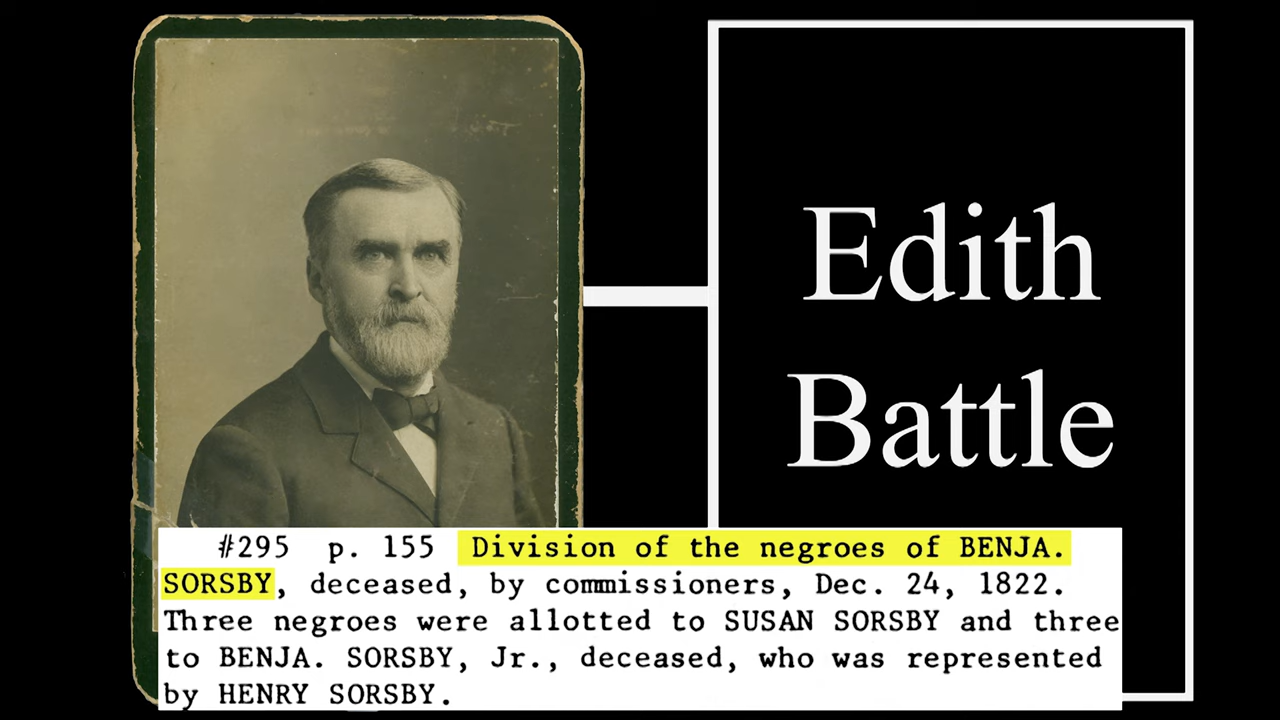 Edith
Battle
#295 p. 155 Division of the negroes of BENJA.
SORSBY, deceased, by commissioners, Dec. 24, 1822.
Three negroes were allotted to SUSAN SORSBY and three
to BENJA. SORSBY, Jr., deceased, who was represented
by HENRY SORSBY.